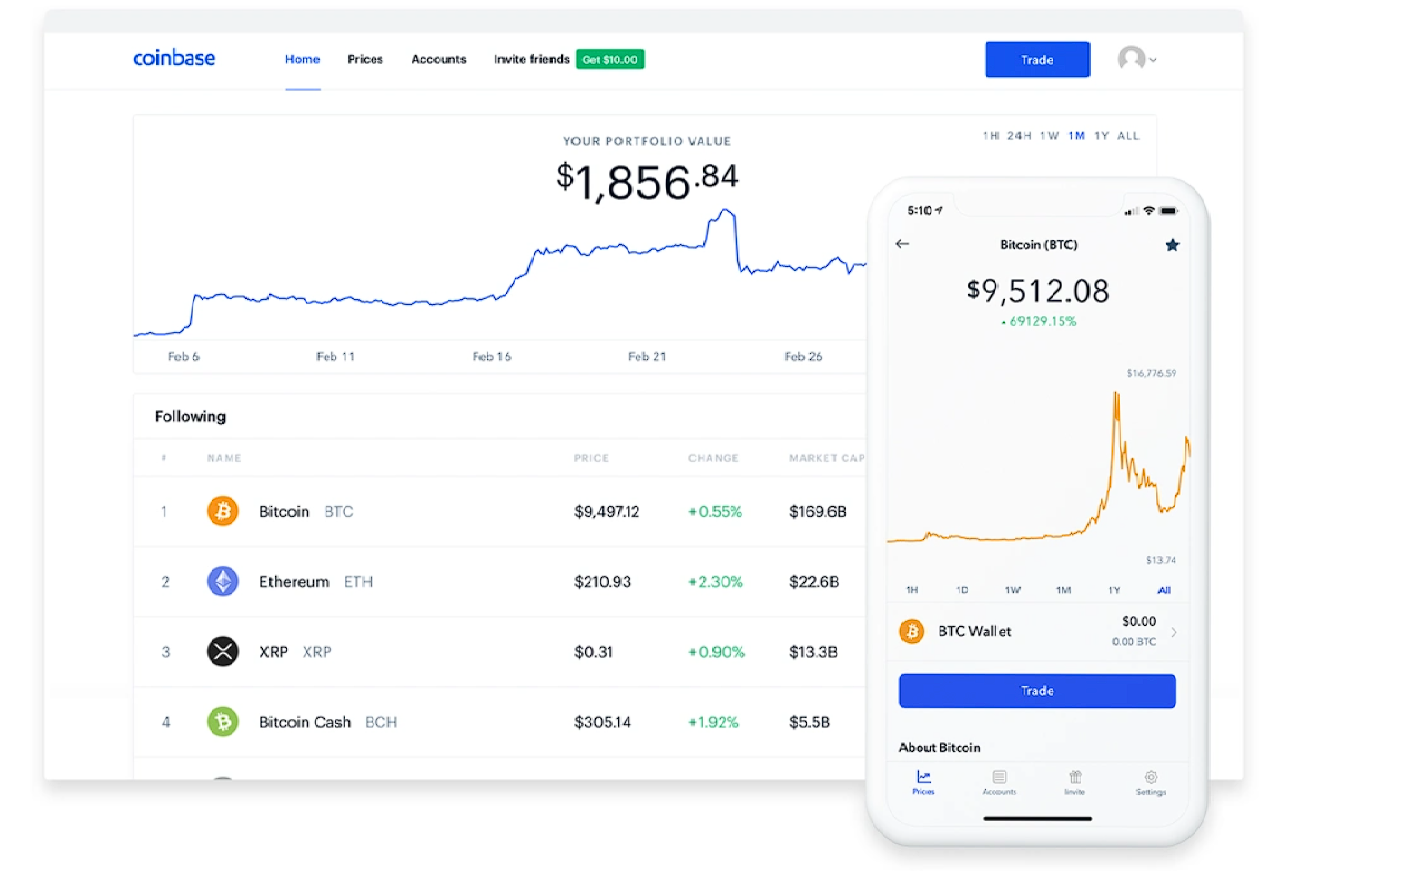 coinbase Home Prices Accounts Invite friends Get $10.00 Trade
YOUR PORTFOLIO VALUE
$1,856.84
1H 24H 1W 1M 1Y ALL
Feb 6 Feb 11 Feb 16 Feb 21 Feb 26
Following
# NAME PRICE CHANGE MARKET CAP
1 Bitcoin BTC $9,497.12 +0.55% $169.6B
2 Ethereum ETH $210.93 +2.30% $22.6B
3 XRP XRP $0.31 +0.90% $13.3B
4 Bitcoin Cash BCH $305.14 +1.92% $5.5B
5:10
Bitcoin (BTC)
$9,512.08
69129.15%
$16,776.59
$13.74
1H 1D 1W 1M 1Y All
BTC Wallet $0.00
0.00 BTC
Trade
About Bitcoin
Prices Accounts Invite Settings